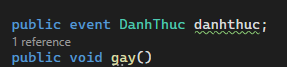 public event DanhThuc danhthuc;
1 reference
public void gay()